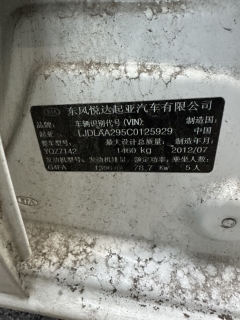 东风悦达起亚汽车有限公司
品牌: 车辆识别代号(VIN): 制造国:
起亚 LJDLAA295C0125929 中国
整车型号: 最大允许总质量: 制造年月:
YQZ7142 1460 kg 2012/07
发动机型号: 发动机排量: 额定功率: 乘坐人数:
G4FA 1396 78.7 Kw 5人